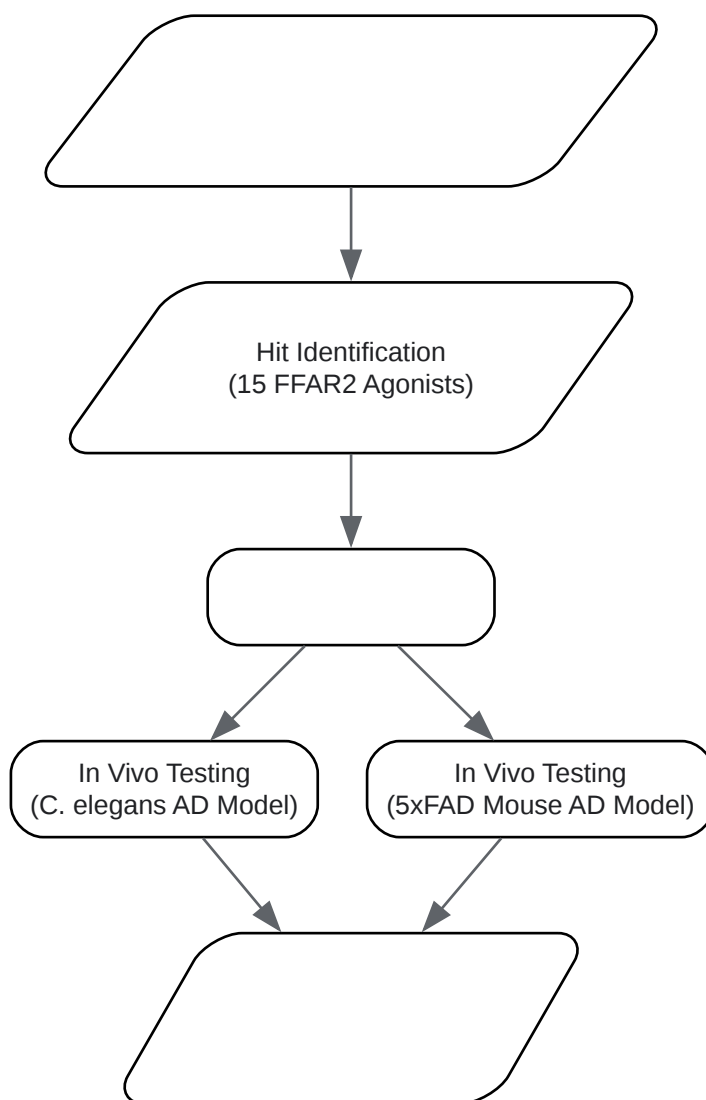 Hit Identification
(15 FFAR2 Agonists)
In Vivo Testing
(C. elegans AD Model)
In Vivo Testing
(5xFAD Mouse AD Model)